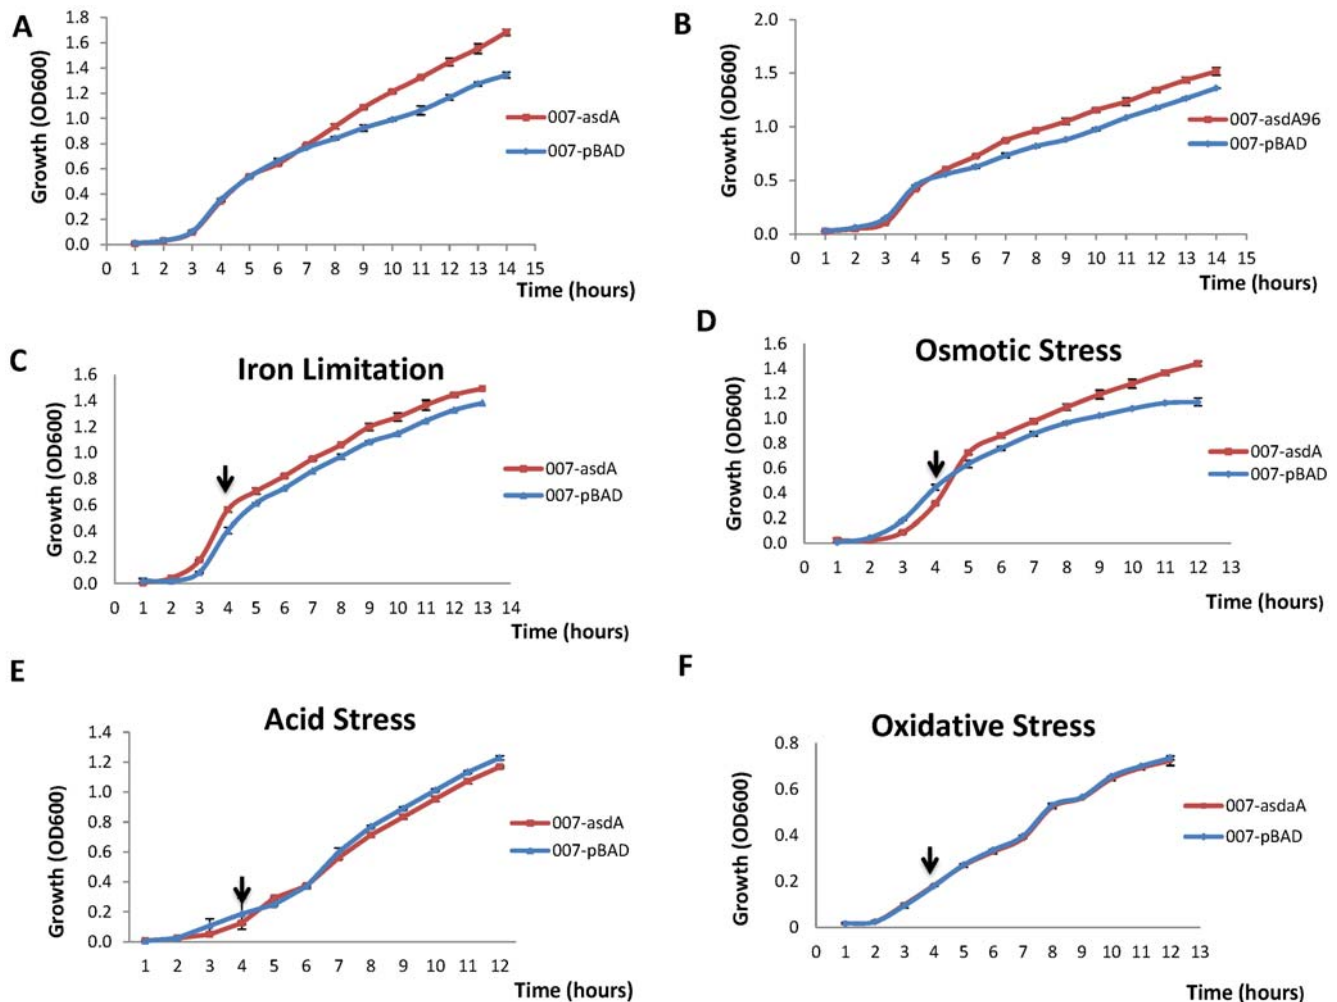 A
1.8
1.6
1.4
1.2
1.0
0.8
0.6
0.4
0.2
0.0
Growth (OD600)
0 1 2 3 4 5 6 7 8 9 10 11 12 13 14 15
Time (hours)
007-asdA
007-pBAD
B
2.0
1.5
1.0
0.5
0.0
Growth (OD600)
0 1 2 3 4 5 6 7 8 9 10 11 12 13 14 15
Time (hours)
007-asdA96
007-pBAD
C
Iron Limitation
1.6
1.4
1.2
1.0
0.8
0.6
0.4
0.2
0.0
Growth (OD600)
0 1 2 3 4 5 6 7 8 9 10 11 12 13 14
Time (hours)
007-asdA
007-pBAD
D
Osmotic Stress
1.6
1.4
1.2
1.0
0.8
0.6
0.4
0.2
0.0
Growth (OD600)
0 1 2 3 4 5 6 7 8 9 10 11 12 13
Time (hours)
007-asdA
007-pBAD
E
Acid Stress
1.4
1.2
1.0
0.8
0.6
0.4
0.2
0.0
Growth (OD600)
1 2 3 4 5 6 7 8 9 10 11 12
Time (hours)
007-asdA
007-pBAD
F
Oxidative Stress
0.8
0.6
0.4
0.2
0
Growth (OD600)
0 1 2 3 4 5 6 7 8 9 10 11 12 13
Time (hours)
007-asdaA
007-pBAD